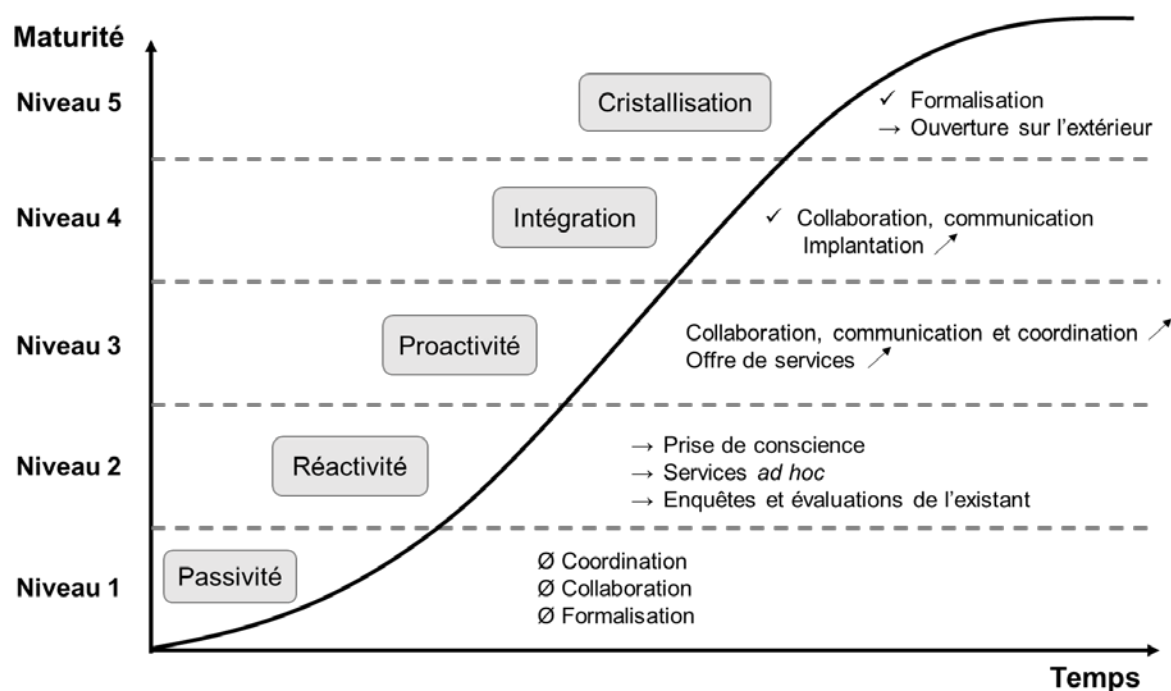 Maturité
Niveau 5
Cristallisation
✓ Formalisation
→ Ouverture sur l'extérieur
Niveau 4
Intégration
✓ Collaboration, communication
Implantation ↗
Niveau 3
Proactivité
Collaboration, communication et coordination ↗
Offre de services ↗
Niveau 2
Réactivité
→ Prise de conscience
→ Services ad hoc
→ Enquêtes et évaluations de l'existant
Niveau 1
Passivité
Ø Coordination
Ø Collaboration
Ø Formalisation
Temps